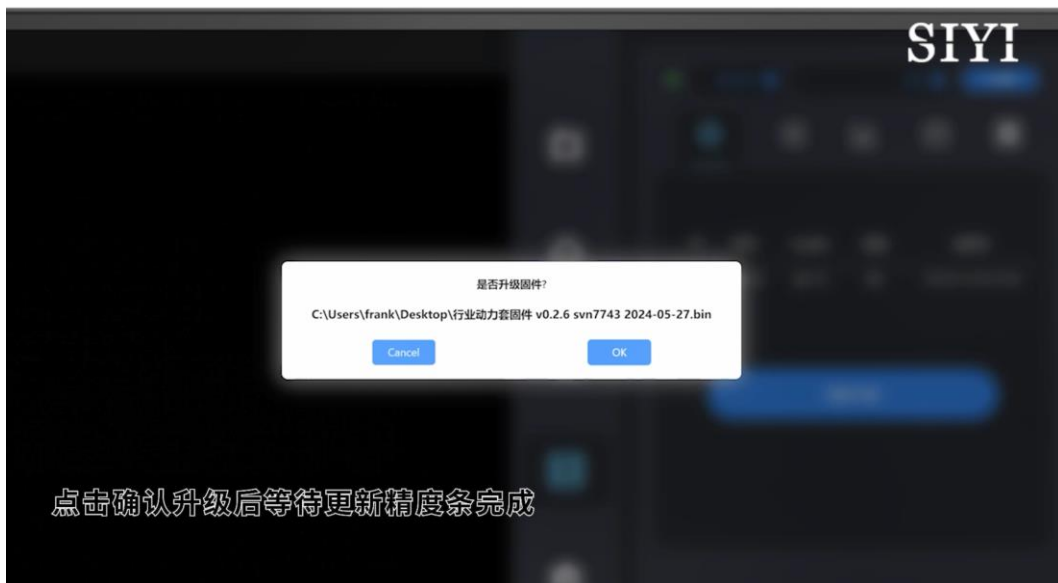 SIYI
是否升级固件?
C:\Users\frank\Desktop\行业动力套固件 v0.2.6 svn7743 2024-05-27.bin
Cancel
OK
点击确认升级后等待更新精度条完成